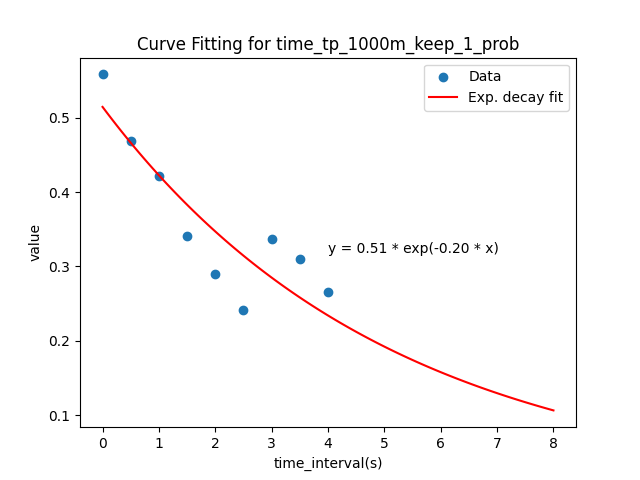 Curve Fitting for time_tp_1000m_keep_1_prob
Data
Exp. decay fit
y = 0.51 * exp(-0.20 * x)
value
0.5
0.4
0.3
0.2
0.1
0 1 2 3 4 5 6 7 8
time_interval(s)